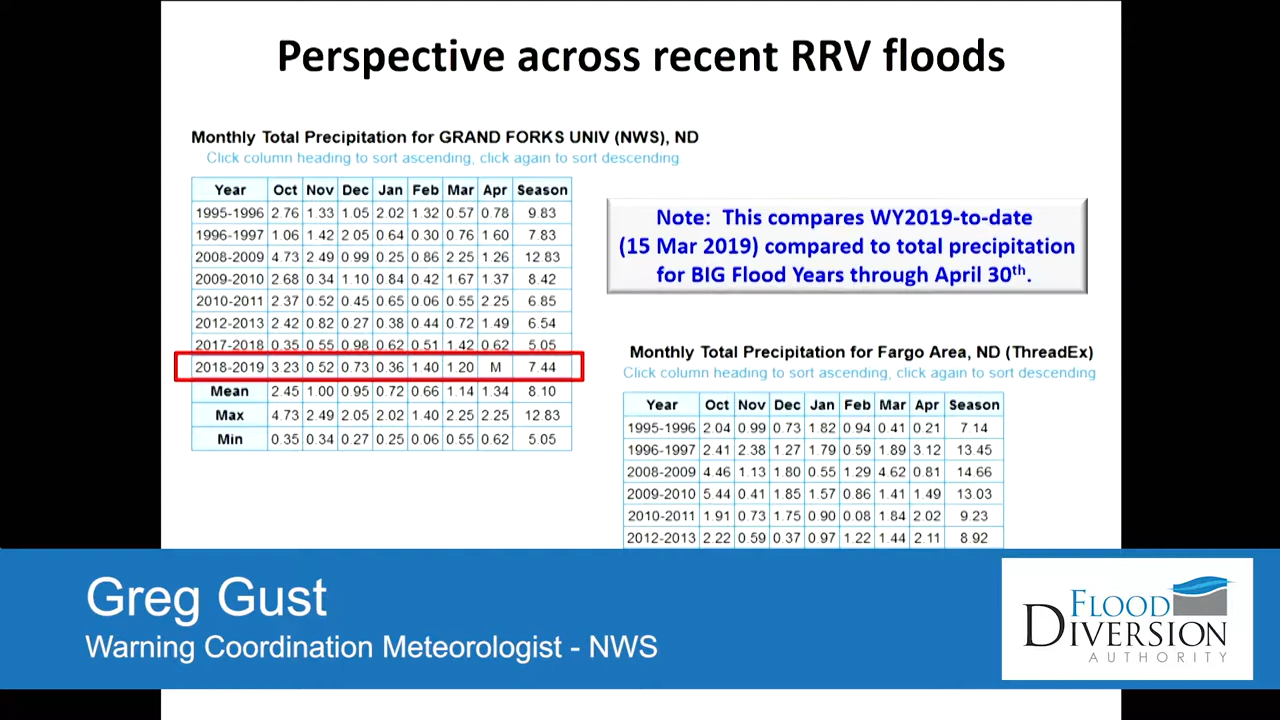 Perspective across recent RRV floods
Monthly Total Precipitation for GRAND FORKS UNIV (NWS), ND
Click column heading to sort ascending, click again to sort descending.
Year Oct Nov Dec Jan Feb Mar Apr Season
1995-1996 2.76 1.33 1.05 2.02 1.32 0.57 0.78 9.83
1996-1997 1.06 1.42 2.05 0.64 0.30 0.76 1.60 7.83
2008-2009 4.73 2.49 0.99 0.25 0.86 2.25 1.26 12.83
2009-2010 2.68 0.34 1.10 0.84 0.42 1.67 1.37 8.42
2010-2011 2.37 0.52 0.45 0.65 0.06 0.55 2.25 6.85
2012-2013 2.42 0.82 0.27 0.38 0.44 0.72 1.49 6.54
2017-2018 0.35 0.55 0.98 0.62 0.51 1.42 0.62 5.05
2018-2019 3.23 0.52 0.73 0.36 1.40 1.20 M 7.44
Mean 2.45 1.00 0.95 0.72 0.66 1.14 1.34 8.10
Max 4.73 2.49 2.05 2.02 1.40 2.25 2.25 12.83
Min 0.35 0.34 0.27 0.25 0.06 0.55 0.62 5.05
Note: This compares WY2019-to-date
(15 Mar 2019) compared to total precipitation
for BIG Flood Years through April 30th.
Monthly Total Precipitation for Fargo Area, ND (ThreadEx)
Click column heading to sort ascending, click again to sort descending
Year Oct Nov Dec Jan Feb Mar Apr Season
1995-1996 2.04 0.99 0.73 1.82 0.94 0.41 0.21 7.14
1996-1997 2.41 2.38 1.27 1.79 0.59 1.89 3.12 13.45
2008-2009 4.46 1.13 1.80 0.55 1.29 4.62 0.81 14.66
2009-2010 5.44 0.41 1.85 1.57 0.86 1.41 1.49 13.03
2010-2011 1.91 0.73 1.75 0.90 0.08 1.84 2.02 9.23
2012-2013 2.22 0.59 0.37 0.97 1.22 1.44 2.11 8.92
Greg Gust
Warning Coordination Meteorologist - NWS
FLOOD
DIVERSION
AUTHORITY